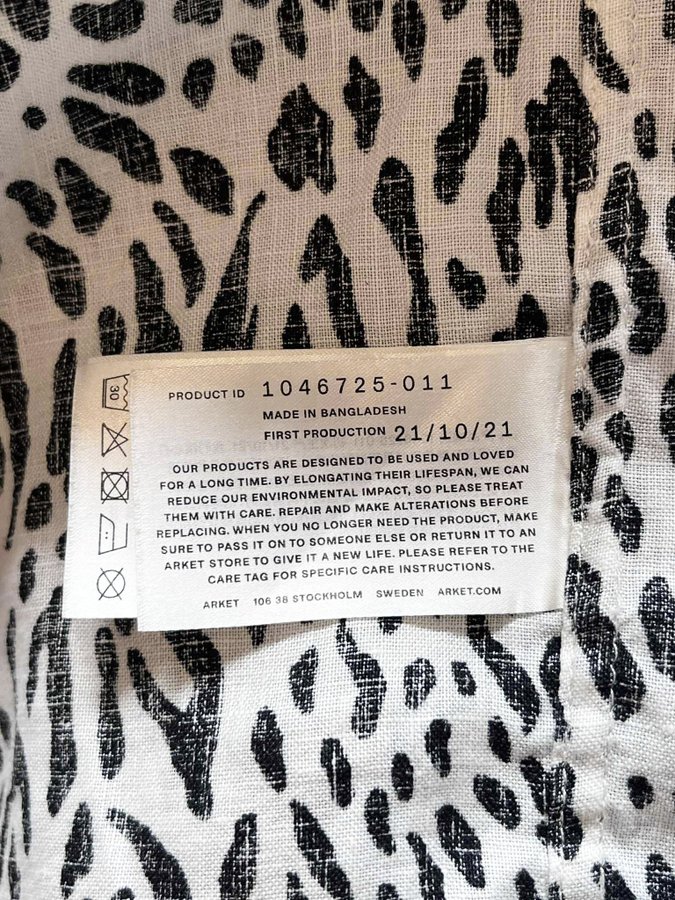 30
PRODUCT ID 1046725-011
MADE IN BANGLADESH
FIRST PRODUCTION 21/10/21
OUR PRODUCTS ARE DESIGNED TO BE USED AND LOVED
FOR A LONG TIME. BY ELONGATING THEIR LIFESPAN, WE CAN
REDUCE OUR ENVIRONMENTAL IMPACT, SO PLEASE TREAT
THEM WITH CARE. REPAIR AND MAKE ALTERATIONS BEFORE
REPLACING. WHEN YOU NO LONGER NEED THE PRODUCT, MAKE
SURE TO PASS IT ON TO SOMEONE ELSE OR RETURN IT TO AN
ARKET STORE TO GIVE IT A NEW LIFE. PLEASE REFER TO THE
CARE TAG FOR SPECIFIC CARE INSTRUCTIONS.
ARKET 106 38 STOCKHOLM SWEDEN ARKET.COM